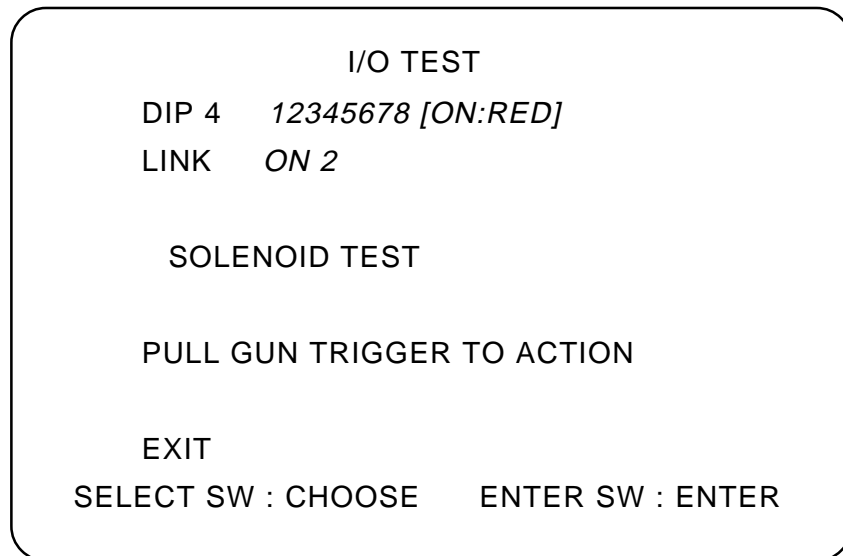 I/O TEST
DIP 4 12345678 [ON:RED]
LINK ON 2
SOLENOID TEST
PULL GUN TRIGGER TO ACTION
EXIT
SELECT SW : CHOOSE ENTER SW : ENTER